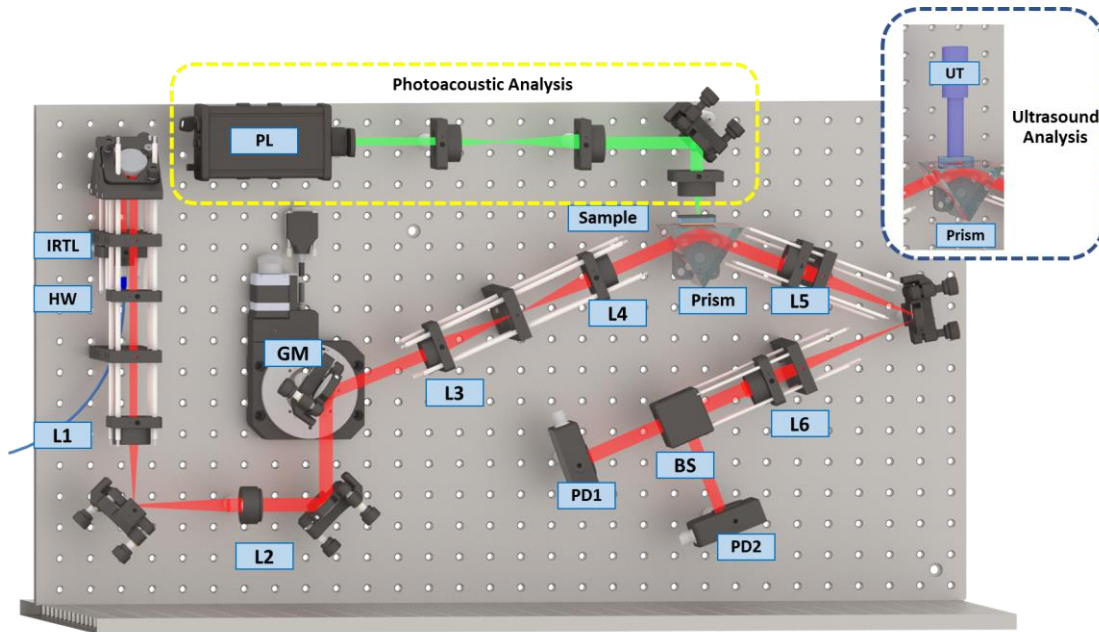 Photoacoustic Analysis
PL
UT
Ultrasound
Analysis
Prism
Sample
IRTL
HW
L5
Prism
L4
GM
L3
L6
L1
BS
PD1
PD2
L2